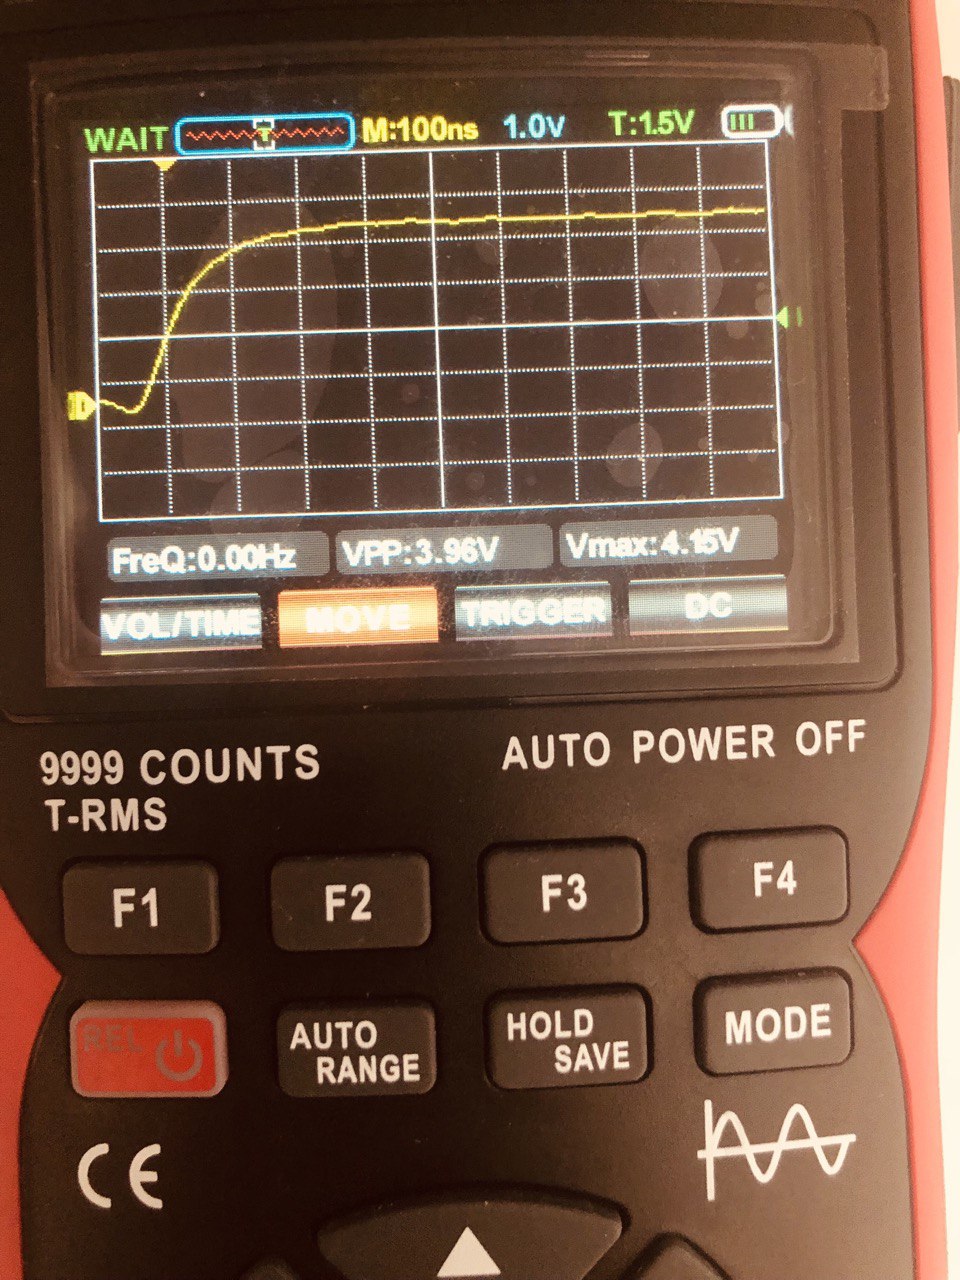 WAIT T M:100ns 1.0V T:1.5V
FreQ:0.00Hz VPP:3.96V Vmax:4.15V
VOL/TIME MOVE TRIGGER DC
9999 COUNTS AUTO POWER OFF
T-RMS
F1 F2 F3 F4
REL AUTO RANGE HOLD SAVE MODE
CE